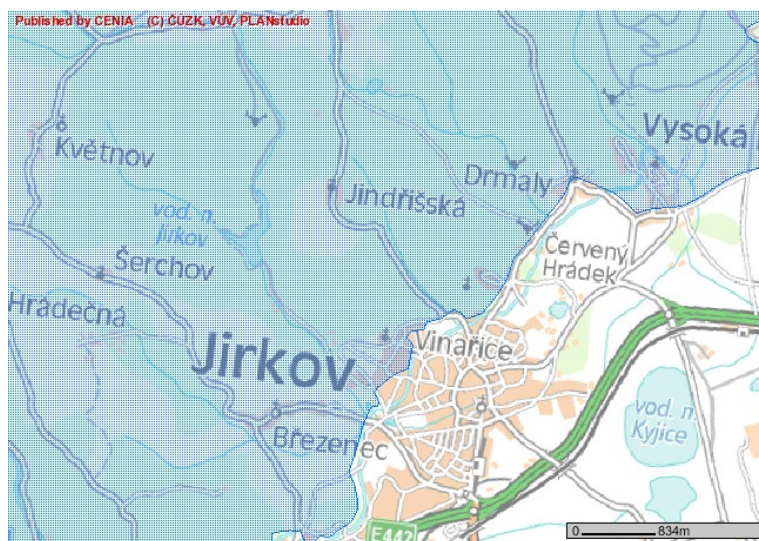 Published by CENIA (C) ČÚZK, VÚV, PLANstudio
Květnov
Vysoká
Drmaly
Jindřišská
vod. n.
Jirkov
Červený
Hrádek
Šerchov
Hrádečná
Jirkov
Vinařice
vod. n.
Kyjice
Březenec
E442
0 834m